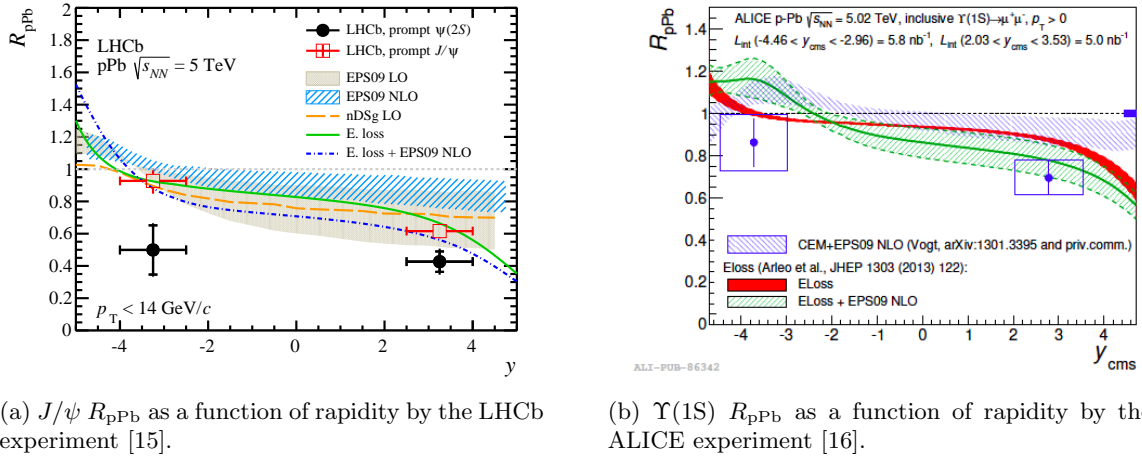 R_pPb
2
1.8
1.6
1.4
1.2
1
0.8
0.6
0.4
0.2
0
LHCb
pPb √s_NN = 5 TeV
LHCb, prompt ψ(2S)
LHCb, prompt J/ψ
EPS09 LO
EPS09 NLO
nDSg LO
E. loss
E. loss + EPS09 NLO
p_T < 14 GeV/c
-4 -2 0 2 4
y
R_pPb
1.4
1.2
1
0.8
0.6
0.4
0.2
0
ALICE p-Pb √s_NN = 5.02 TeV, inclusive ϒ(1S)→μ⁺μ⁻, p_T > 0
L_int (-4.46 < y_cms < -2.96) = 5.8 nb⁻¹, L_int (2.03 < y_cms < 3.53) = 5.0 nb⁻¹
CEM+EPS09 NLO (Vogt, arXiv:1301.3395 and priv.comm.)
Eloss (Arleo et al., JHEP 1303 (2013) 122):
ELoss
ELoss + EPS09 NLO
-4 -3 -2 -1 0 1 2 3 4
y_cms
ALI-PUB-86342
(a) J/ψ R_pPb as a function of rapidity by the LHCb
experiment [15].
(b) ϒ(1S) R_pPb as a function of rapidity by the
ALICE experiment [16].